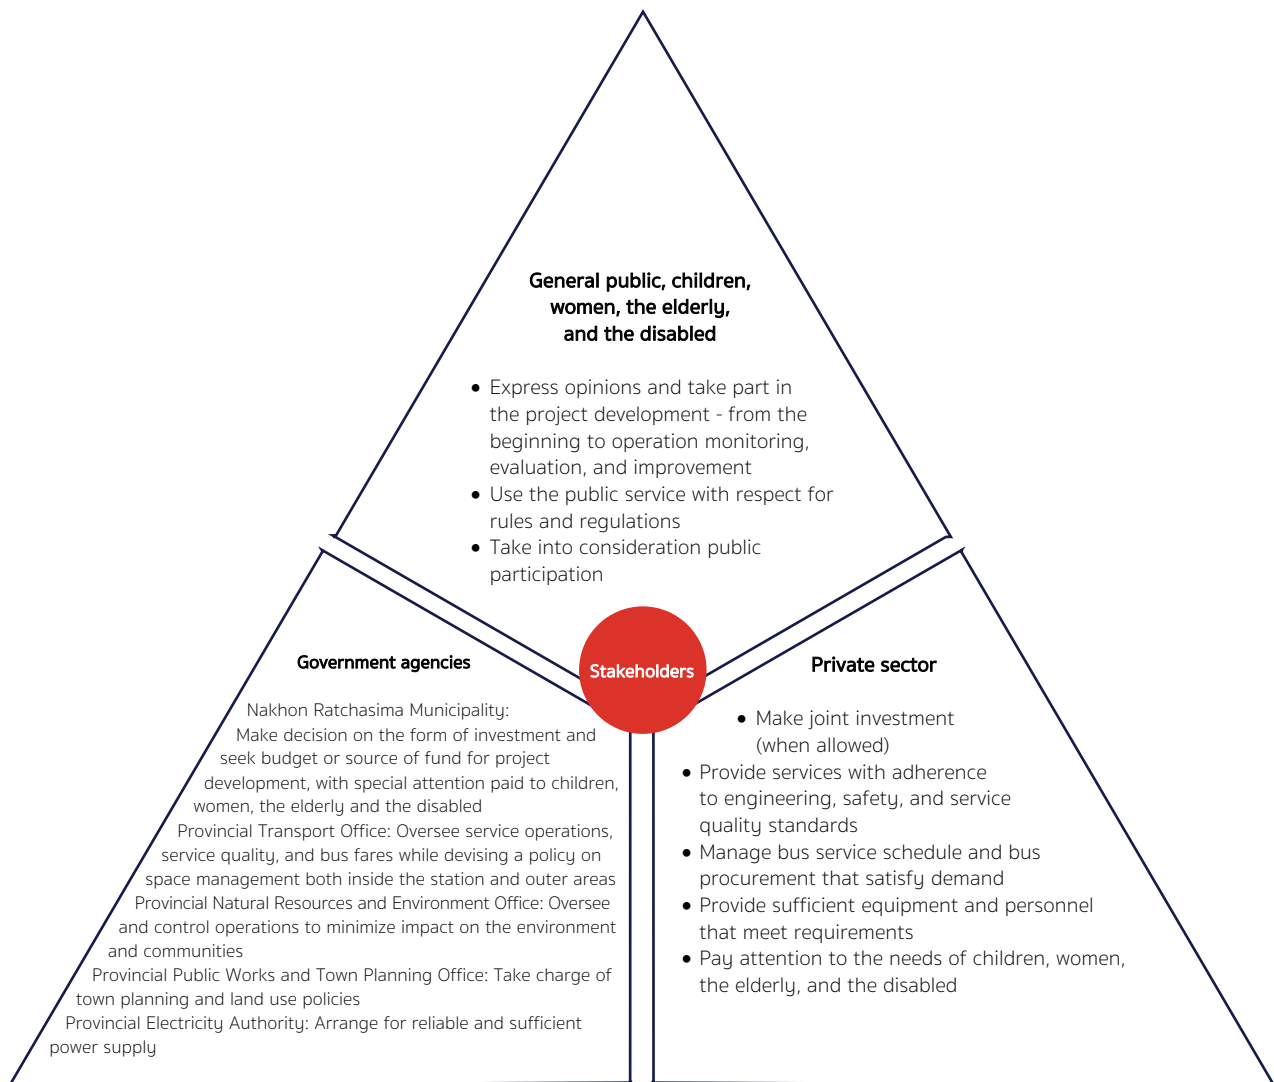 General public, children,
women, the elderly,
and the disabled
• Express opinions and take part in
the project development - from the
beginning to operation monitoring,
evaluation, and improvement
• Use the public service with respect for
rules and regulations
• Take into consideration public
participation
Stakeholders
Government agencies
Nakhon Ratchasima Municipality:
Make decision on the form of investment and
seek budget or source of fund for project
development, with special attention paid to children,
women, the elderly and the disabled
Provincial Transport Office: Oversee service operations,
service quality, and bus fares while devising a policy on
space management both inside the station and outer areas
Provincial Natural Resources and Environment Office: Oversee
and control operations to minimize impact on the environment
and communities
Provincial Public Works and Town Planning Office: Take charge of
town planning and land use policies
Provincial Electricity Authority: Arrange for reliable and sufficient
power supply
Private sector
• Make joint investment
(when allowed)
• Provide services with adherence
to engineering, safety, and service
quality standards
• Manage bus service schedule and bus
procurement that satisfy demand
• Provide sufficient equipment and personnel
that meet requirements
• Pay attention to the needs of children, women,
the elderly, and the disabled